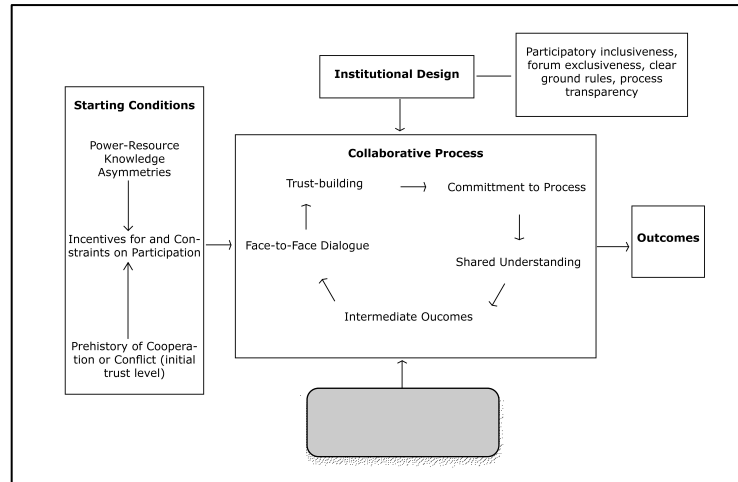 Participatory inclusiveness,
forum exclusiveness, clear
ground rules, process
transparency
Institutional Design
Starting Conditions
Power-Resource
Knowledge
Asymmetries
Incentives for and Con-
straints on Participation
Prehistory of Coopera-
tion or Conflict (initial
trust level)
Collaborative Process
Trust-building
Committment to Process
Face-to-Face Dialogue
Shared Understanding
Intermediate Oucomes
Outcomes